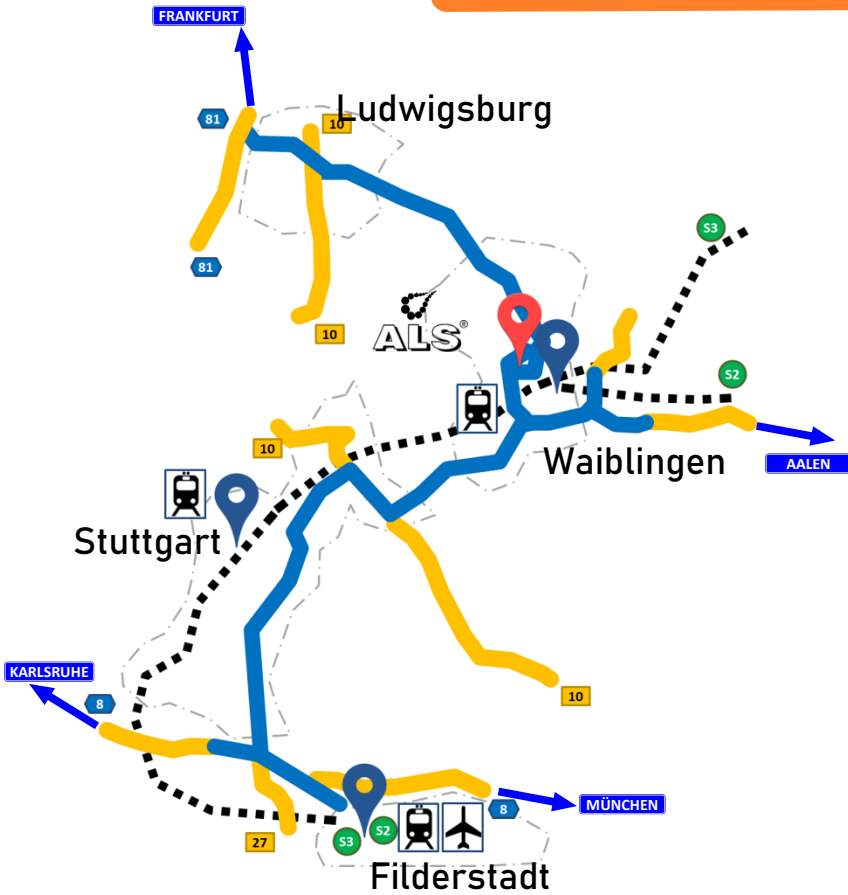 FRANKFURT
Ludwigsburg
81
10
S3
81
ALS®
10
S2
10
Waiblingen
AALEN
Stuttgart
KARLSRUHE
8
10
MÜNCHEN
8
27
S3
S2
Filderstadt